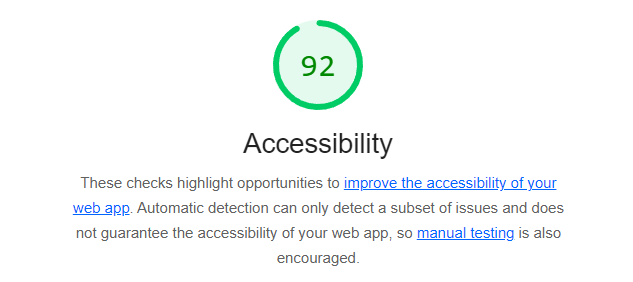 92
Accessibility
These checks highlight opportunities to improve the accessibility of your
web app. Automatic detection can only detect a subset of issues and does
not guarantee the accessibility of your web app, so manual testing is also
encouraged.